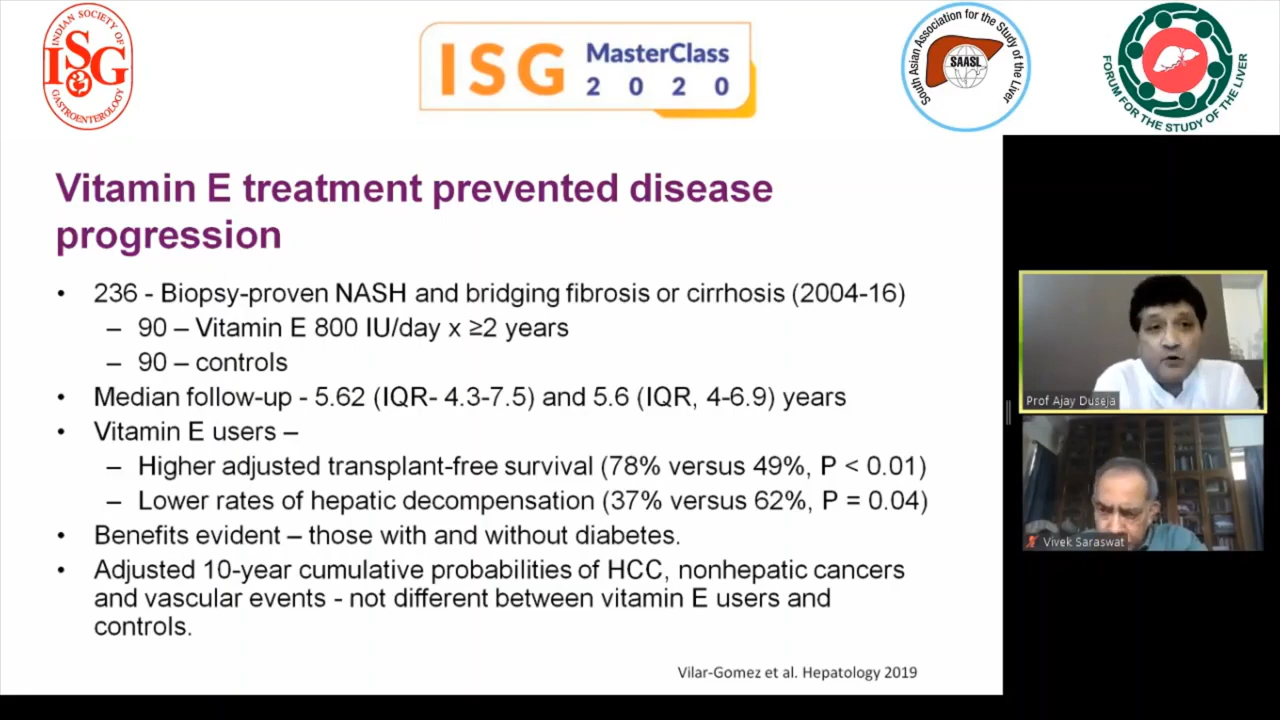 INDIAN SOCIETY OF
ISG
GASTROENTEROLOGY
ISG MasterClass
2 0 2 0
South Asian Association for the Study of the Liver
SAASL
FORUM FOR THE STUDY OF THE LIVER
Vitamin E treatment prevented disease
progression
• 236 - Biopsy-proven NASH and bridging fibrosis or cirrhosis (2004-16)
– 90 – Vitamin E 800 IU/day x ≥2 years
– 90 – controls
• Median follow-up - 5.62 (IQR- 4.3-7.5) and 5.6 (IQR, 4-6.9) years
• Vitamin E users –
– Higher adjusted transplant-free survival (78% versus 49%, P < 0.01)
– Lower rates of hepatic decompensation (37% versus 62%, P = 0.04)
• Benefits evident – those with and without diabetes.
• Adjusted 10-year cumulative probabilities of HCC, nonhepatic cancers
and vascular events - not different between vitamin E users and
controls.
Vilar-Gomez et al. Hepatology 2019
Prof Ajay Duseja
Vivek Saraswat